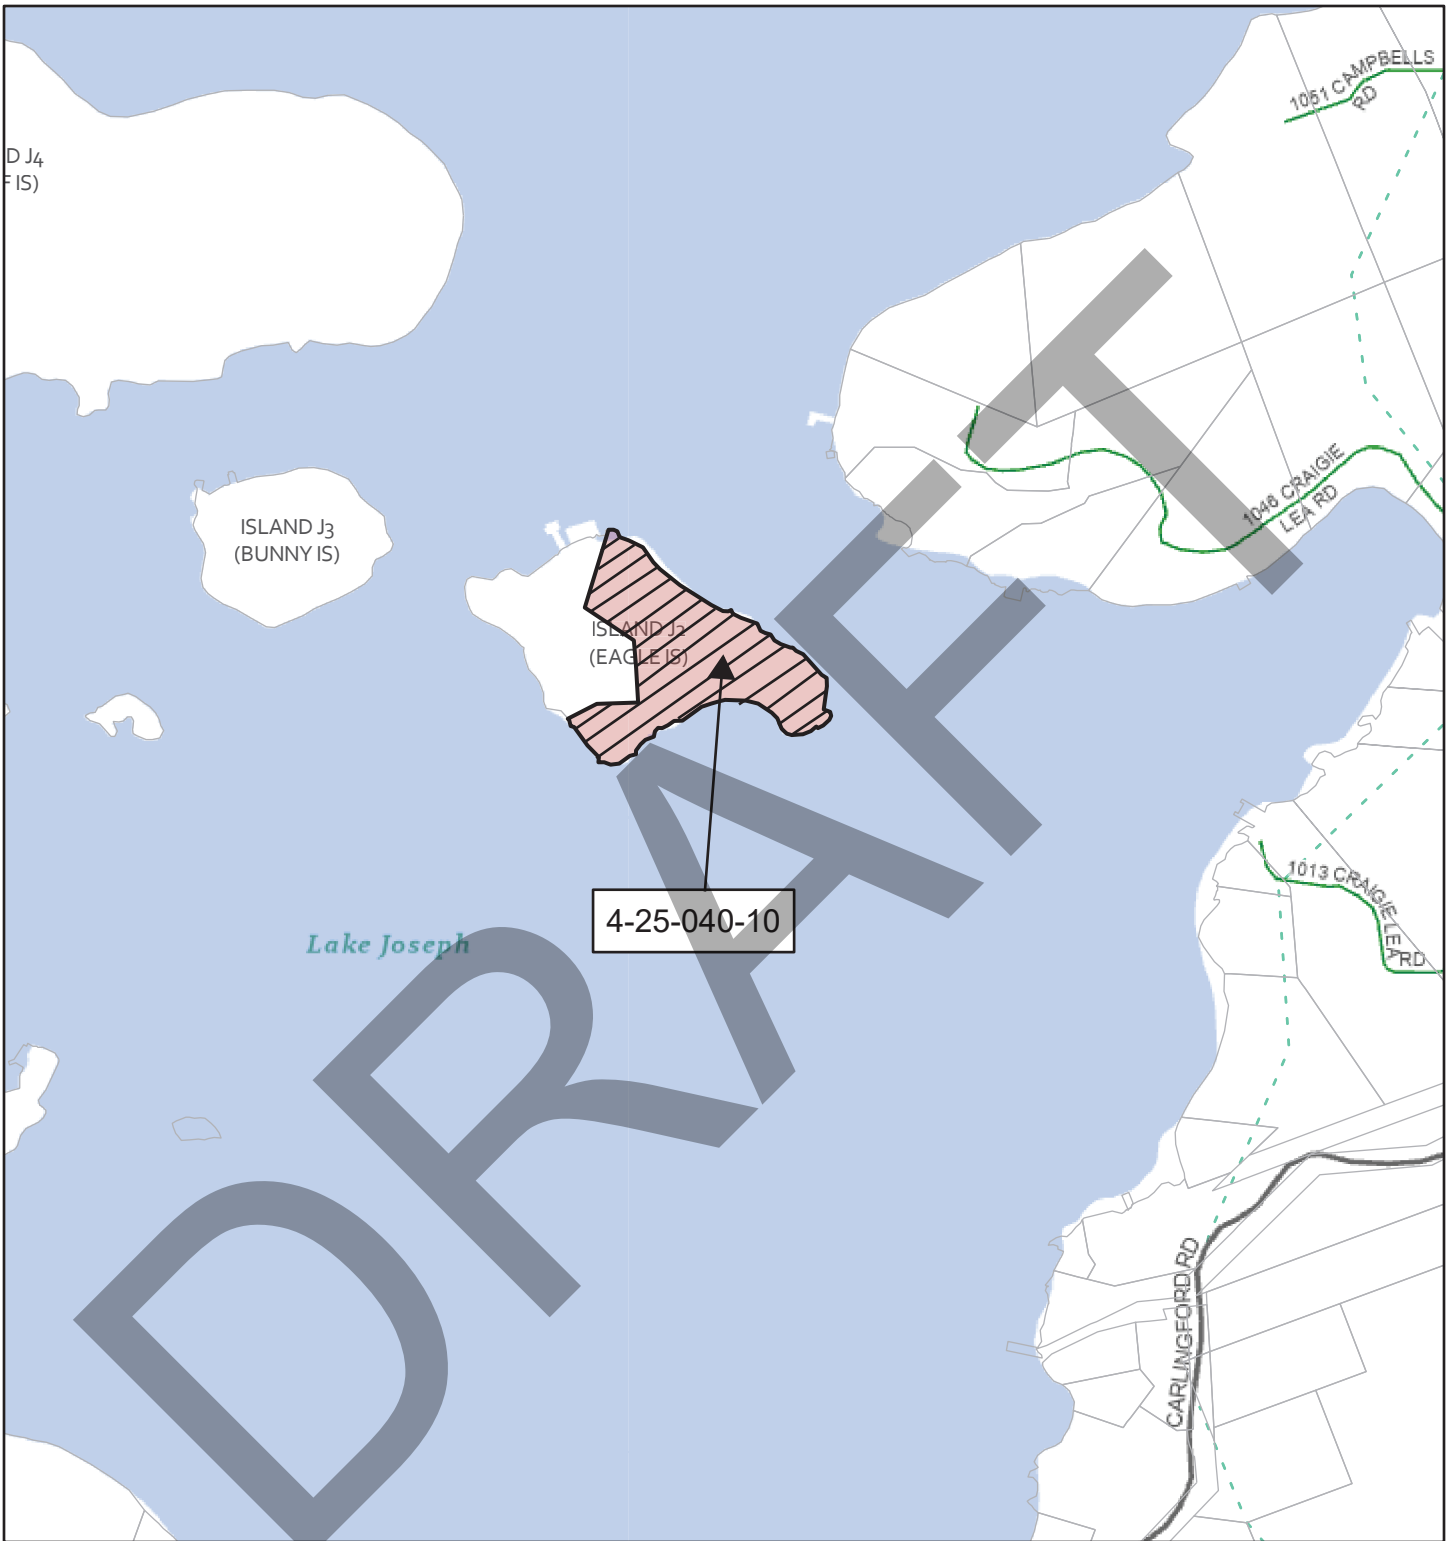 1051 CAMPBELLS
RD
D J4
F IS)
1046 CRAIGIE
LEA RD
ISLAND J3
(BUNNY IS)
ISLAND J2
(EAGLE IS)
1013 CRAIGIE LEA RD
4-25-040-10
Lake Joseph
CARLINGFORD RD
DRAFT